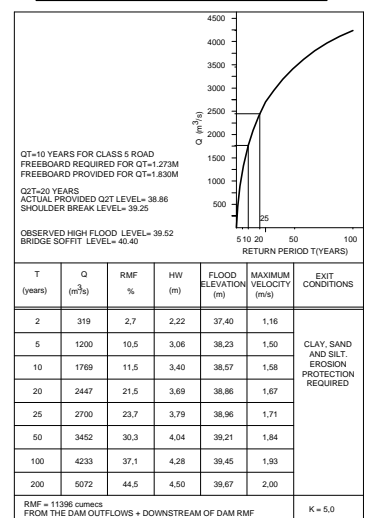 4500
4000
3500
3000
2500
2000
1500
1000
500
Q (m3/s)
25
5 10 20 50 100
RETURN PERIOD T(YEARS)
QT=10 YEARS FOR CLASS 5 ROAD
FREEBOARD REQUIRED FOR QT=1.273M
FREEBOARD PROVIDED FOR QT=1.830M
Q2T=20 YEARS
ACTUAL PROVIDED Q2T LEVEL= 38.86
SHOULDER BREAK LEVEL= 39.25
OBSERVED HIGH FLOOD LEVEL= 39.52
BRIDGE SOFFIT LEVEL= 40.40
T (years) Q (m3/s) RMF % HW (m) FLOOD ELEVATION (m) MAXIMUM VELOCITY (m/s) EXIT CONDITIONS
2 319 2,7 2,22 37,40 1,16
5 1200 10,5 3,06 38,23 1,50
10 1769 11,5 3,40 38,57 1,58
20 2447 21,5 3,69 38,86 1,67
25 2700 23,7 3,79 38,96 1,71
50 3452 30,3 4,04 39,21 1,84
100 4233 37,1 4,28 39,45 1,93
200 5072 44,5 4,50 39,67 2,00
CLAY, SAND
AND SILT.
EROSION
PROTECTION
REQUIRED
RMF = 11396 cumecs
FROM THE DAM OUTFLOWS + DOWNSTREAM OF DAM RMF
K = 5,0